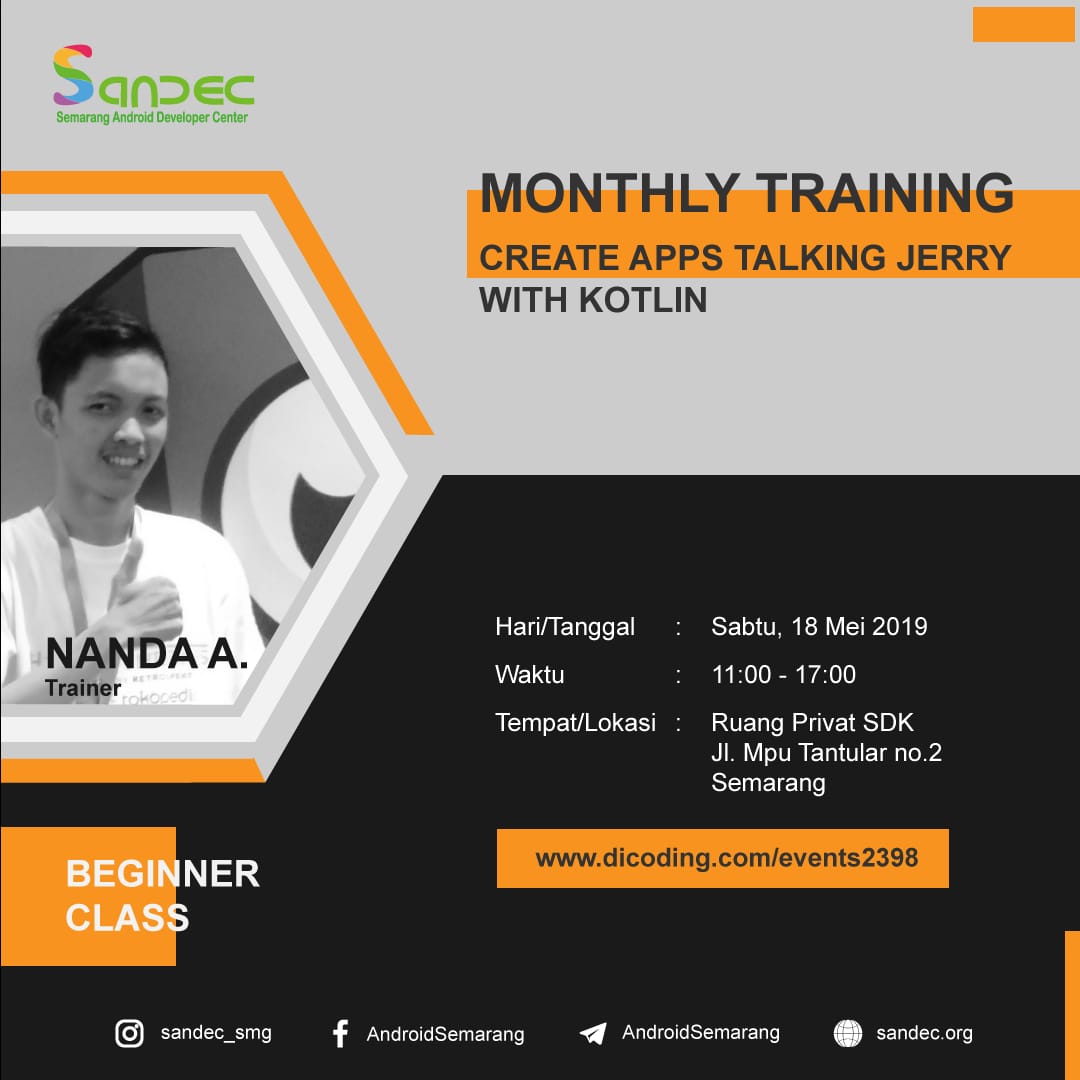 SANDEC
Semarang Android Developer Center
MONTHLY TRAINING
CREATE APPS TALKING JERRY
WITH KOTLIN
NANDA A.
Trainer
Hari/Tanggal : Sabtu, 18 Mei 2019
Waktu : 11:00 - 17:00
Tempat/Lokasi : Ruang Privat SDK
Jl. Mpu Tantular no.2
Semarang
www.dicoding.com/events2398
BEGINNER
CLASS
sandec_smg
AndroidSemarang
AndroidSemarang
sandec.org